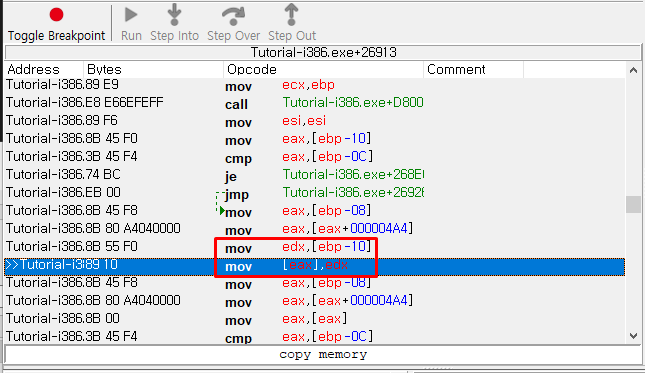 Toggle Breakpoint Run Step Into Step Over Step Out
Tutorial-i386.exe+26913
Address Bytes Opcode Comment
Tutorial-i386.89 E9 mov ecx,ebp
Tutorial-i386.E8 E66EFEFF call Tutorial-i386.exe+D800
Tutorial-i386.89 F6 mov esi,esi
Tutorial-i386.8B 45 F0 mov eax,[ebp-10]
Tutorial-i386.3B 45 F4 cmp eax,[ebp-0C]
Tutorial-i386.74 BC je Tutorial-i386.exe+268E
Tutorial-i386.EB 00 jmp Tutorial-i386.exe+2692
Tutorial-i386.8B 45 F8 mov eax,[ebp-08]
Tutorial-i386.8B 80 A4040000 mov eax,[eax+000004A4]
Tutorial-i386.8B 55 F0 mov edx,[ebp-10]
>>Tutorial-i3 89 10 mov [eax],edx
Tutorial-i386.8B 45 F8 mov eax,[ebp-08]
Tutorial-i386.8B 80 A4040000 mov eax,[eax+000004A4]
Tutorial-i386.8B 00 mov eax,[eax]
Tutorial-i386.3B 45 F4 cmp eax,[ebp-0C]
copy memory